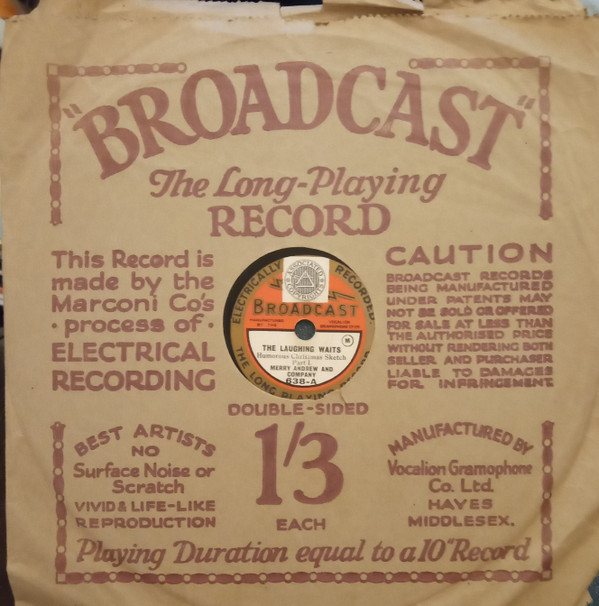 "BROADCAST"
The Long-Playing
RECORD
This Record is
made by the
Marconi Co's
process of
ELECTRICAL
RECORDING
ELECTRICALLY RECORDED
ASSOCIATED
COPYRIGHTS
BROADCAST
THE LAUGHING WAITS
Humorous Christmas Sketch
Part 1.
MERRY ANDREW AND
COMPANY
638-A
THE LONG PLAYING RECORD
CAUTION
BROADCAST RECORDS
BEING MANUFACTURED
UNDER PATENTS MAY
NOT BE SOLD OR OFFERED
FOR SALE AT LESS THAN
THE AUTHORISED PRICE
WITHOUT RENDERING BOTH
SELLER AND PURCHASER
LIABLE TO DAMAGES
FOR INFRINGEMENT.
DOUBLE-SIDED
1/3
EACH
BEST ARTISTS
NO
Surface Noise or
Scratch
VIVID & LIFE-LIKE
REPRODUCTION
MANUFACTURED BY
Vocalion Gramophone
Co. Ltd.
HAYES
MIDDLESEX.
Playing Duration equal to a 10" Record